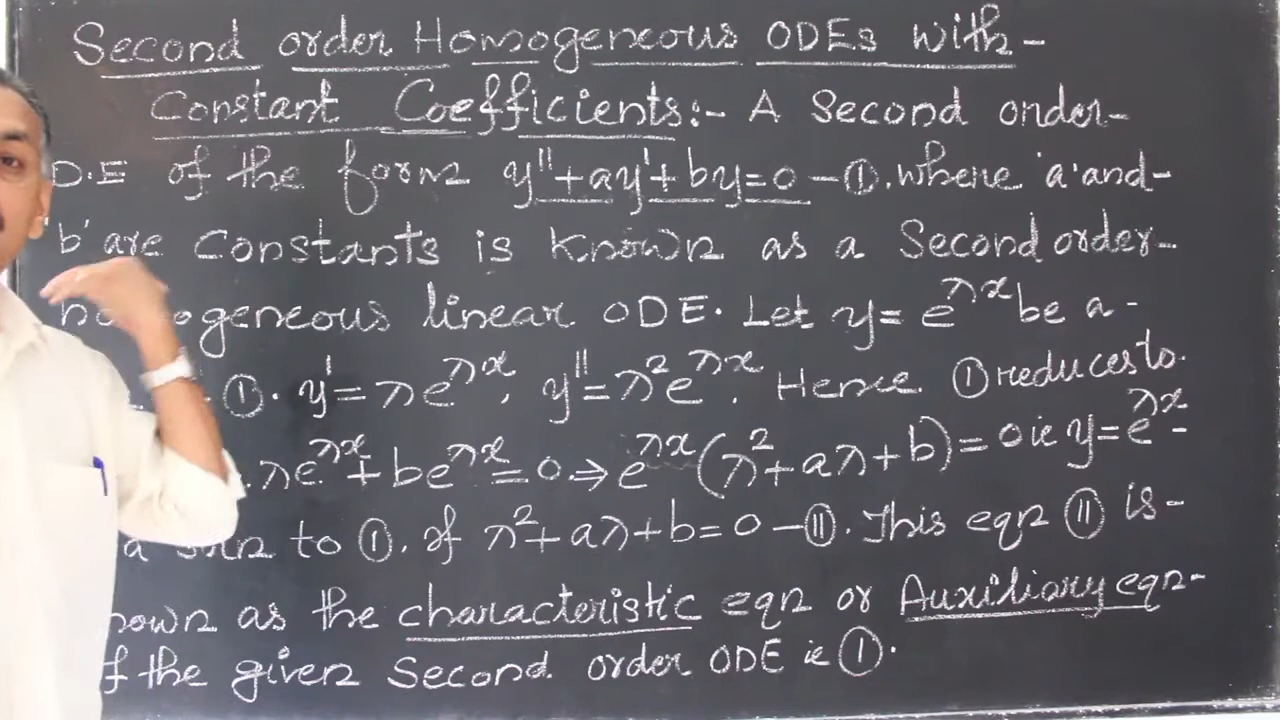 Second order Homogeneous ODEs with-
Constant Coefficients:- A Second order-
D.E of the form y''+ay'+by=0 -①. where 'a' and-
'b' are constants is known as a Second order-
geneous linear ODE. Let y = e^{λx} be a-
①. y' = λe^{λx}, y'' = λ²e^{λx}. Hence ① reduces to
λe^{λx}+be^{λx}=0 ⇒ e^{λx}(λ²+aλ+b)=0 ie y=e^{λx}-
a soln to ①. If λ²+aλ+b=0 -⑪. This eqn ⑪ is-
nown as the characteristic eqn or Auxiliary eqn-
f the given Second order ODE ie ①.